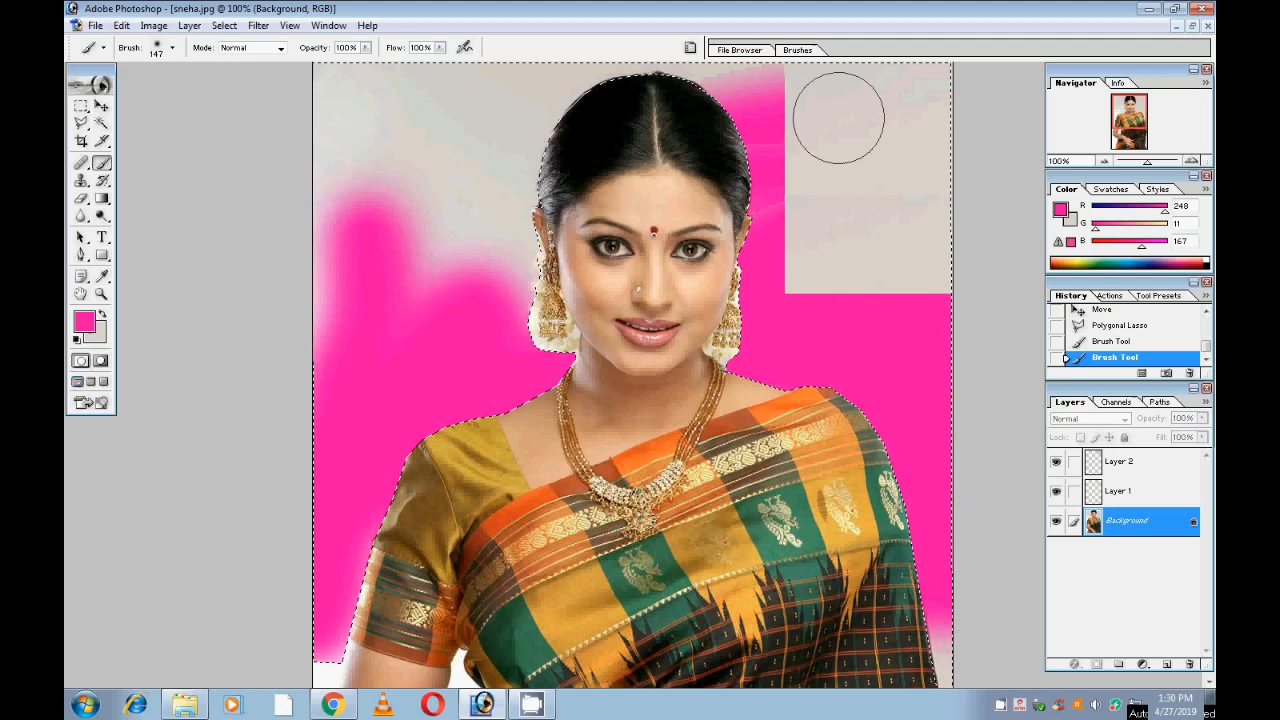 Adobe Photoshop - [sneha.jpg @ 100% (Background, RGB)]
File Edit Image Layer Select Filter View Window Help
Brush: 147 Mode: Normal Opacity: 100% Flow: 100% File Browser Brushes
Navigator Info
100%
Color Swatches Styles
R 248
G 11
B 167
History Actions Tool Presets
Move
Polygonal Lasso
Brush Tool
Brush Tool
Layers Channels Paths
Normal Opacity: 100%
Lock: Fill: 100%
Layer 2
Layer 1
Background
1:30 PM
4/27/2019